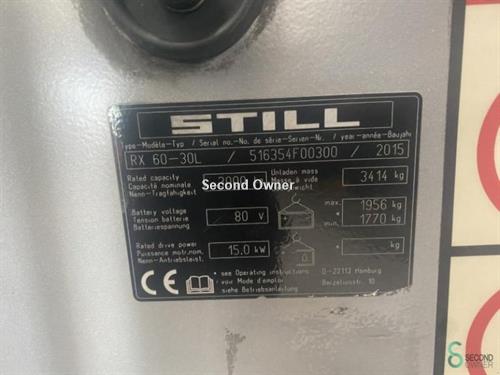 STILL
Type-Modèle-Typ / Serial no.-No. de série-Serien-Nr. / year-année-Baujahr
RX 60-30L / 516354F00300 / 2015
Rated capacity
Capacité nominale
Nenn-Tragfähigkeit
Unladen mass
Masse à vide
3414 kg
Second Owner
Battery voltage
Tension batterie
Batteriespannung
80 V
max. 1956 kg
min. 1770 kg
Rated drive power
Puissance mot.nom.
Nenn-Antriebsleist.
15.0 kW
kg
CE
• see Operating instructions
• voir Mode d'emploi
siehe Betriebsanleitung
D-22113 Hamburg
Berzeliusstr. 10
SECOND
OWNER